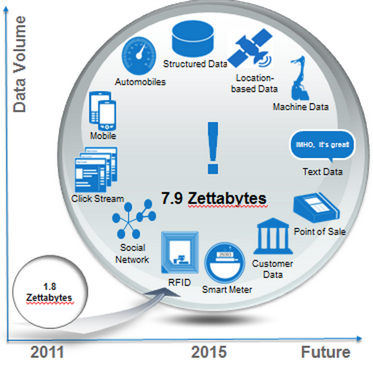 Data Volume
Structured Data
Automobiles
Location-
based Data
Machine Data
Mobile
IMHO, it's great
Text Data
!
7.9 Zettabytes
Click Stream
Point of Sale
Social
Network
Customer
Data
RFID
Smart Meter
1.8
Zettabytes
2011
2015
Future